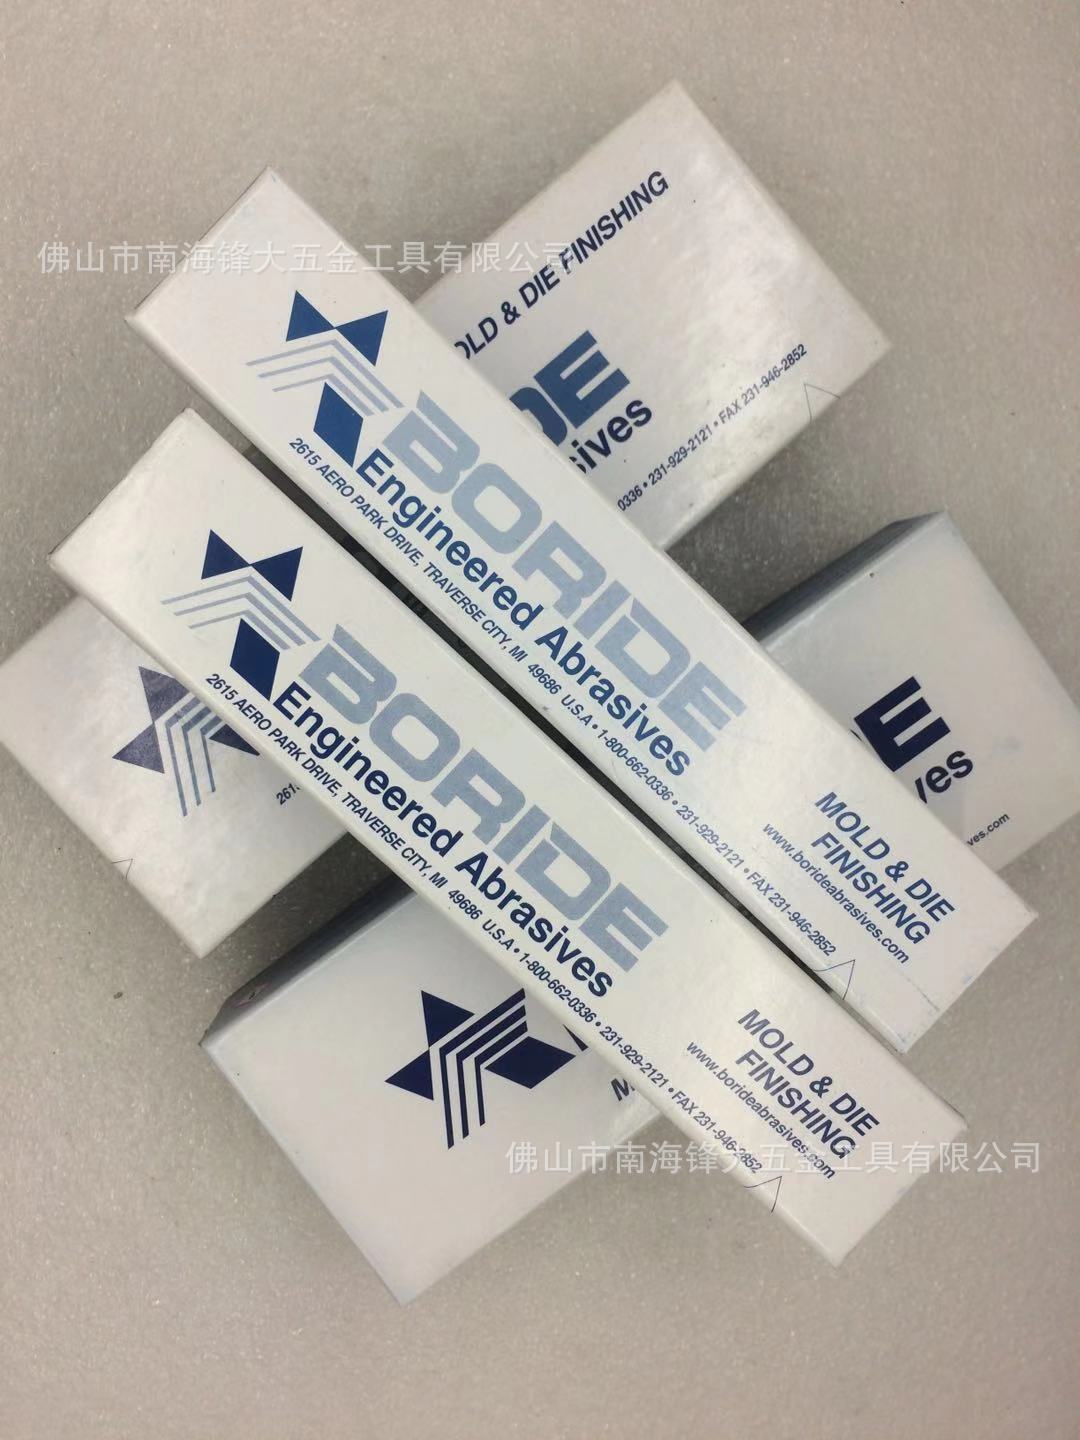 佛山市南海锋大五金工具有限公司
MOLD & DIE FINISHING
DE
sives
0336 • 231-929-2121 • FAX 231-946-2852
BORIDE
Engineered Abrasives
2615 AERO PARK DRIVE, TRAVERSE CITY, MI 49686 U.S.A • 1-800-662-0336 • 231-929-2121 • FAX 231-946-2852
MOLD & DIE
FINISHING
www.borideabrasives.com
BORIDE
Engineered Abrasives
2615 AERO PARK DRIVE, TRAVERSE CITY, MI 49686 U.S.A • 1-800-662-0336 • 231-929-2121 • FAX 231-946-2852
MOLD & DIE
FINISHING
www.borideabrasives.com
E
ves
ves.com
261
佛山市南海锋大五金工具有限公司